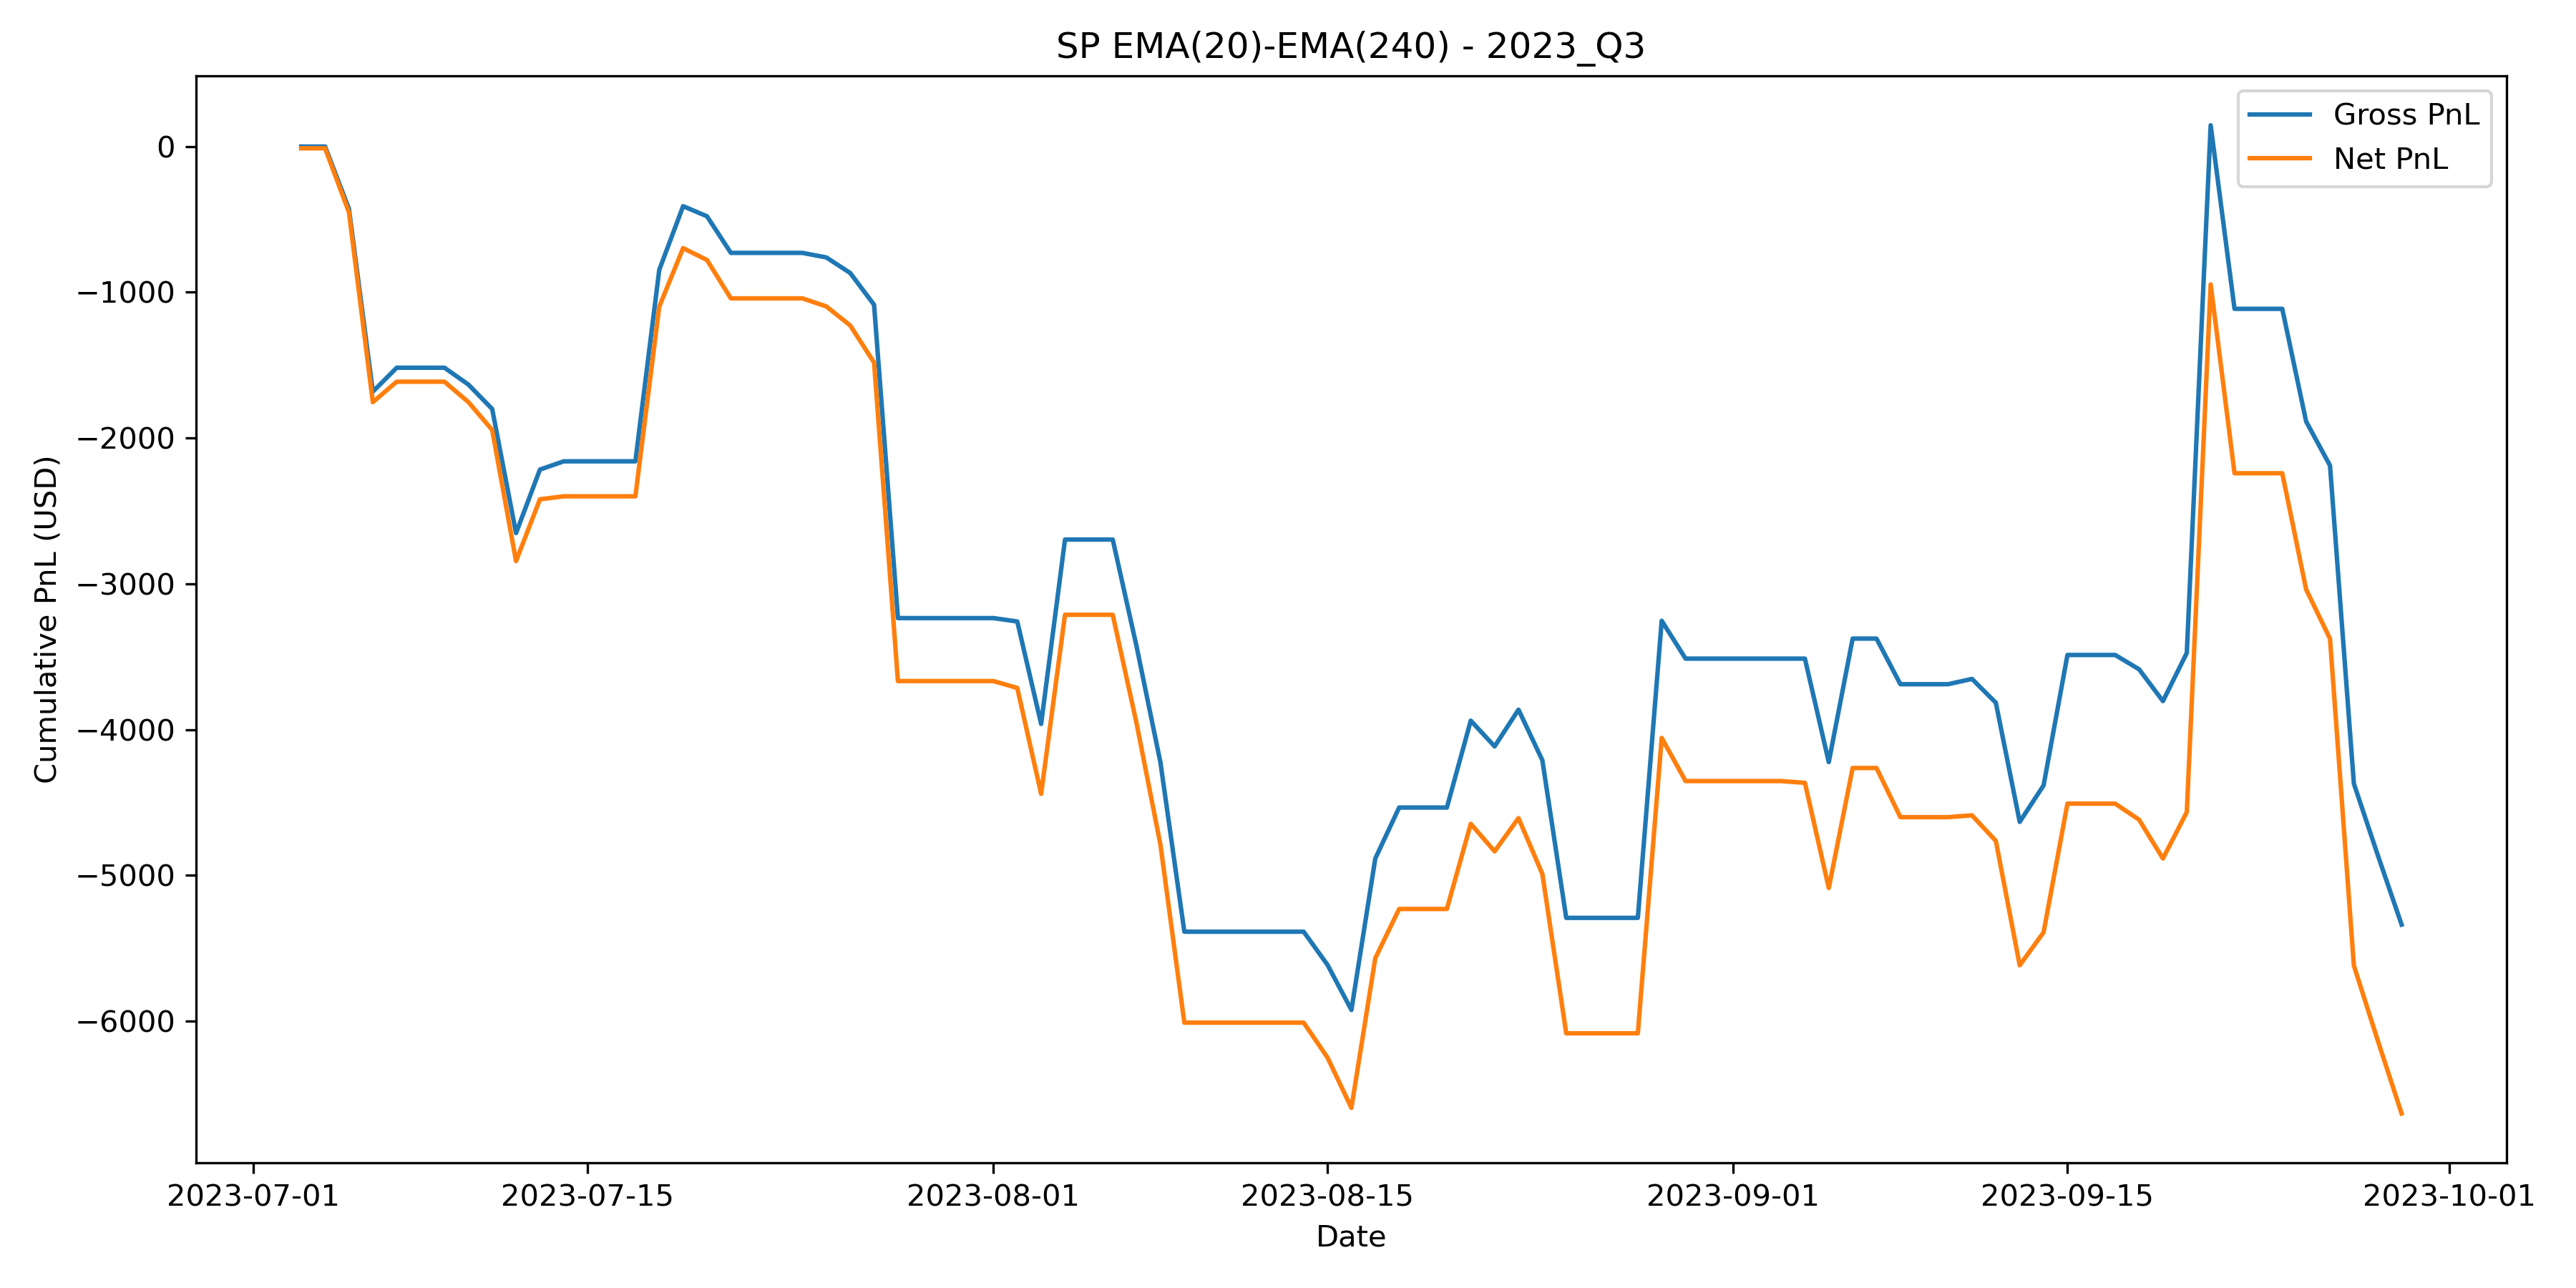 SP EMA(20)-EMA(240) - 2023_Q3
Gross PnL
Net PnL
Cumulative PnL (USD)
0
−1000
−2000
−3000
−4000
−5000
−6000
2023-07-01
2023-07-15
2023-08-01
2023-08-15
2023-09-01
2023-09-15
2023-10-01
Date